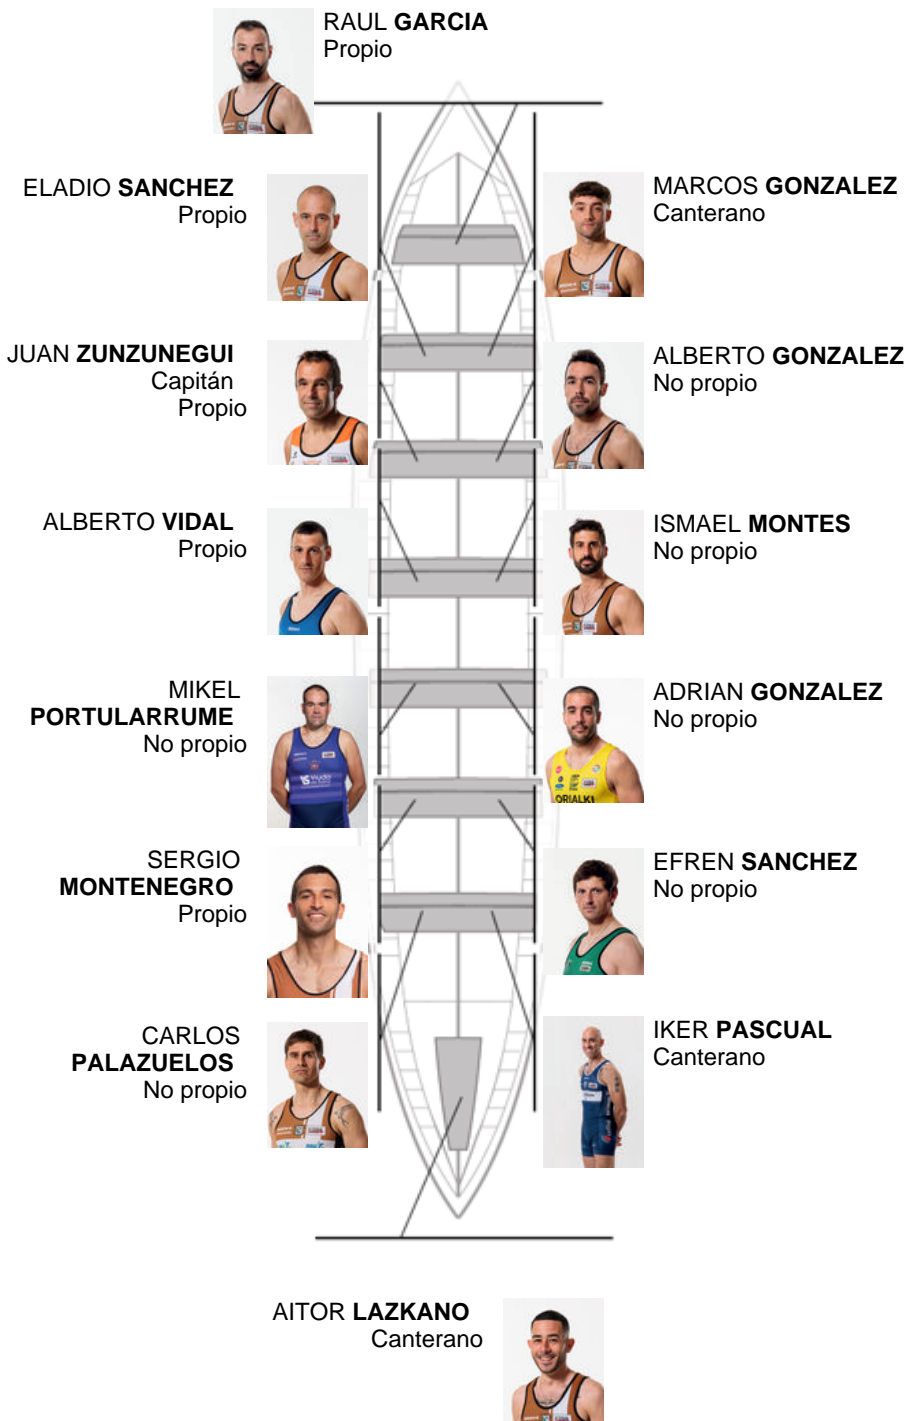 RAUL GARCIA
Propio
ELADIO SANCHEZ
Propio
MARCOS GONZALEZ
Canterano
JUAN ZUNZUNEGUI
Capitán
Propio
ALBERTO GONZALEZ
No propio
ALBERTO VIDAL
Propio
ISMAEL MONTES
No propio
MIKEL
PORTULARRUME
No propio
ADRIAN GONZALEZ
No propio
ORIALKI
SERGIO
MONTENEGRO
Propio
EFREN SANCHEZ
No propio
CARLOS
PALAZUELOS
No propio
IKER PASCUAL
Canterano
AITOR LAZKANO
Canterano